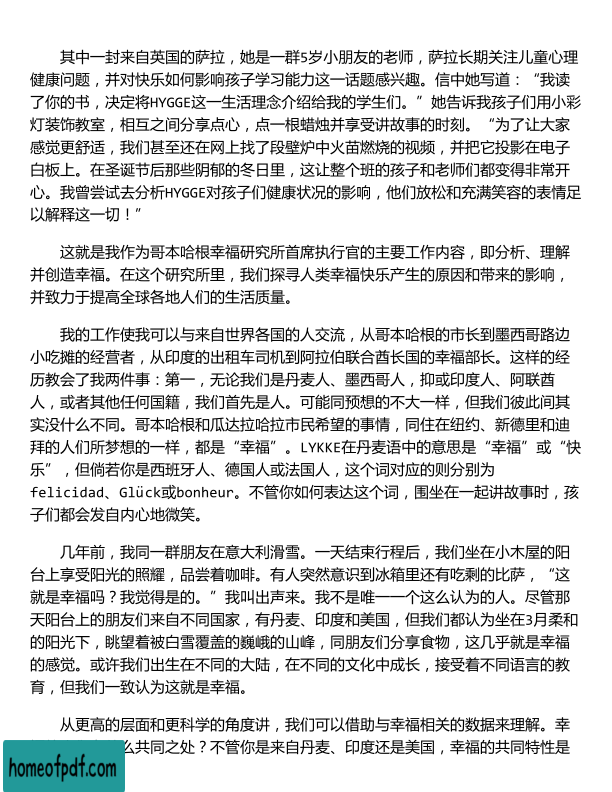 其中一封来自英国的萨拉，她是一群5岁小朋友的老师，萨拉长期关注儿童心理
健康问题，并对快乐如何影响孩子学习能力这一话题感兴趣。信中她写道：“我读
了你的书，决定将HYGGE这一生活理念介绍给我的学生们。”她告诉我孩子们用小彩
灯装饰教室，相互之间分享点心，点一根蜡烛并享受讲故事的时刻。“为了让大家
感觉更舒适，我们甚至还在网上找了段壁炉中火苗燃烧的视频，并把它投影在电子
白板上。在圣诞节后那些阴郁的冬日里，这让整个班的孩子和老师们都变得非常开
心。我曾尝试去分析HYGGE对孩子们健康状况的影响，他们放松和充满笑容的表情足
以解释这一切！”
这就是我作为哥本哈根幸福研究所首席执行官的主要工作内容，即分析、理解
并创造幸福。在这个研究所里，我们探寻人类幸福快乐产生的原因和带来的影响，
并致力于提高全球各地人们的生活质量。
我的工作使我可以与来自世界各国的人交流，从哥本哈根的市长到墨西哥路边
小吃摊的经营者，从印度的出租车司机到阿拉伯联合酋长国的幸福部长。这样的经
历教会了我两件事：第一，无论我们是丹麦人、墨西哥人，抑或印度人、阿联酋
人，或者其他任何国籍，我们首先是人。可能同预想的不大一样，但我们彼此间其
实没什么不同。哥本哈根和瓜达拉哈拉市民希望的事情，同住在纽约、新德里和迪
拜的人们所梦想的一样，都是“幸福”。LYKKE在丹麦语中的意思是“幸福”或“快
乐”，但倘若你是西班牙人、德国人或法国人，这个词对应的则分别为
felicidad、Glück或bonheur。不管你如何表达这个词，围坐在一起讲故事时，孩
子们都会发自内心地微笑。
几年前，我同一群朋友在意大利滑雪。一天结束行程后，我们坐在小木屋的阳
台上享受阳光的照耀，品尝着咖啡。有人突然意识到冰箱里还有吃剩的比萨，“这
就是幸福吗？我觉得是的。”我叫出声来。我不是唯一一个这么认为的人。尽管那
天阳台上的朋友们来自不同国家，有丹麦、印度和美国，但我们都认为坐在3月柔和
的阳光下，眺望着被白雪覆盖的巍峨的山峰，同朋友们分享食物，这几乎就是幸福
的感觉。或许我们出生在不同的大陆，在不同的文化中成长，接受着不同语言的教
育，但我们一致认为这就是幸福。
从更高的层面和更科学的角度讲，我们可以借助与幸福相关的数据来理解。幸
么共同之处？不管你是来自丹麦、印度还是美国，幸福的共同特性是
homeofpdf.com